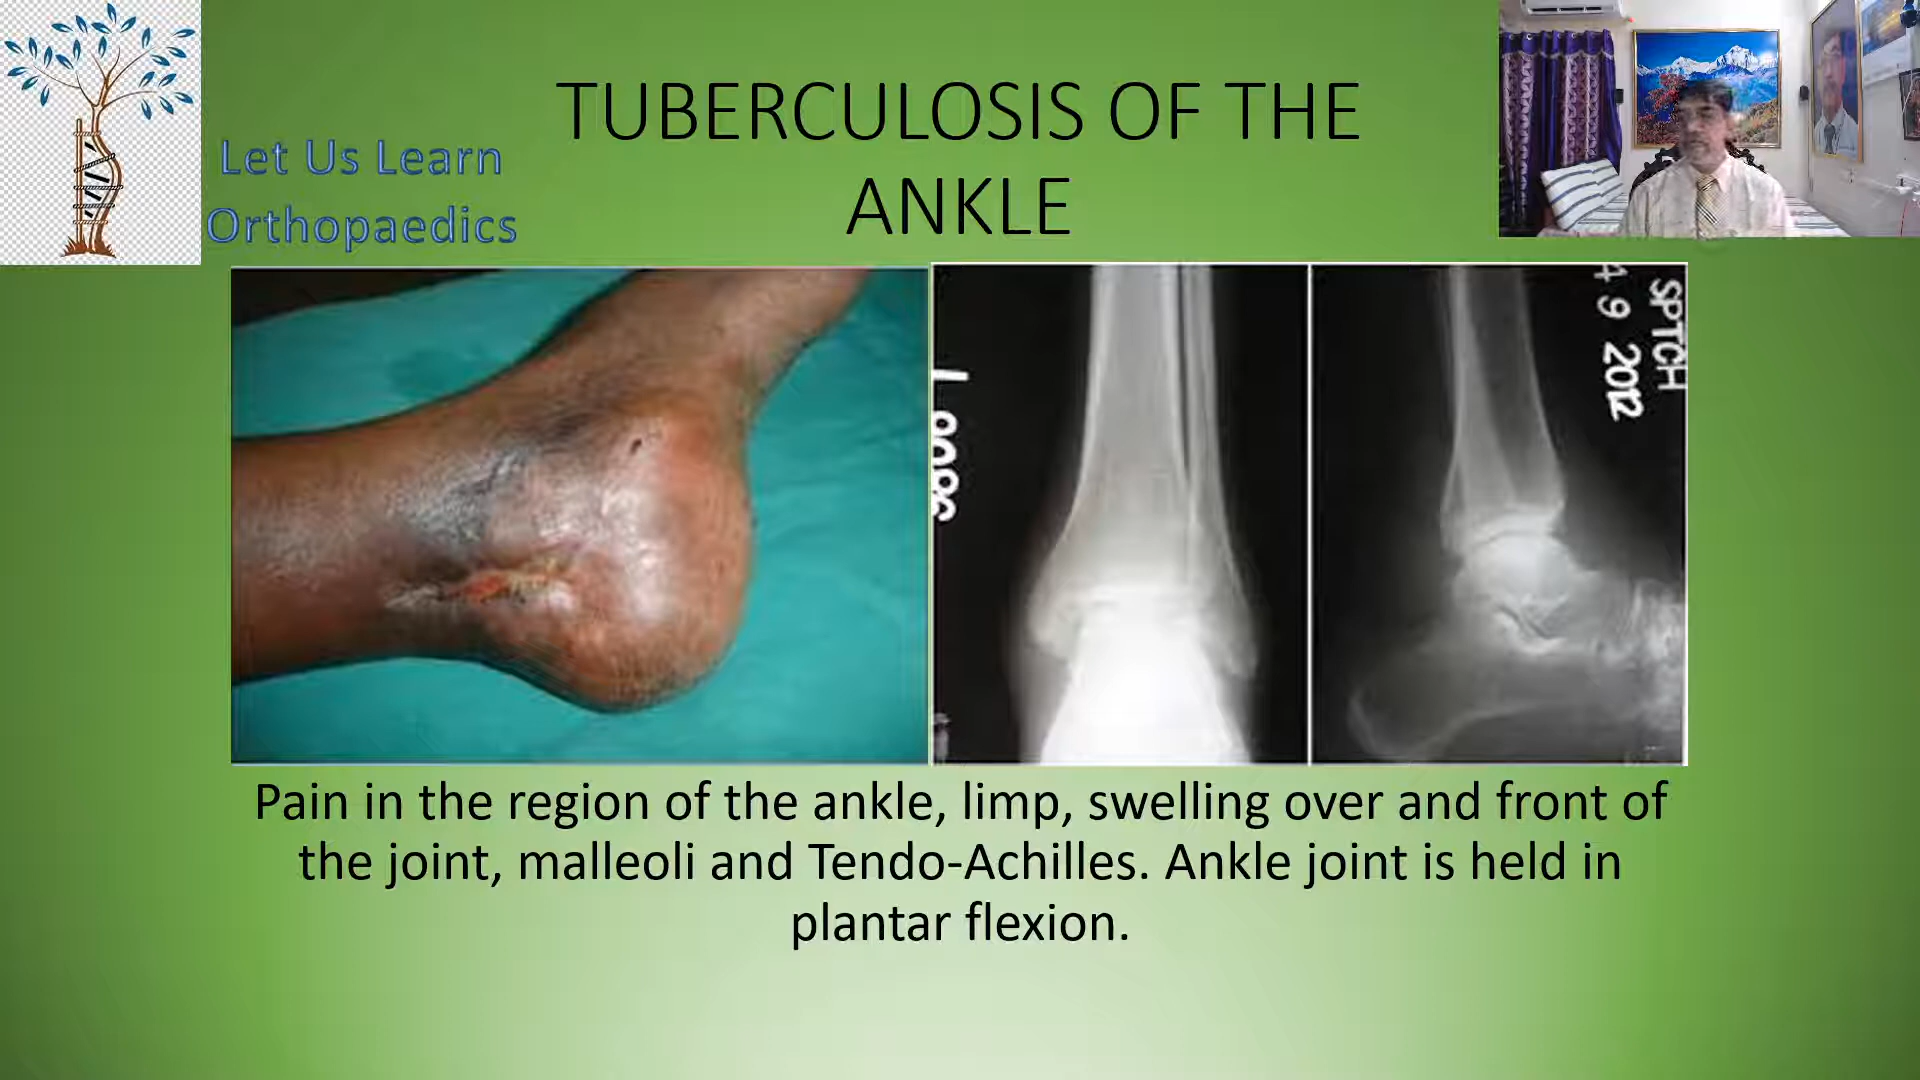 TUBERCULOSIS OF THE
ANKLE
Let Us Learn
Orthopaedics
SPTCH
9 2012
Pain in the region of the ankle, limp, swelling over and front of
the joint, malleoli and Tendo-Achilles. Ankle joint is held in
plantar flexion.